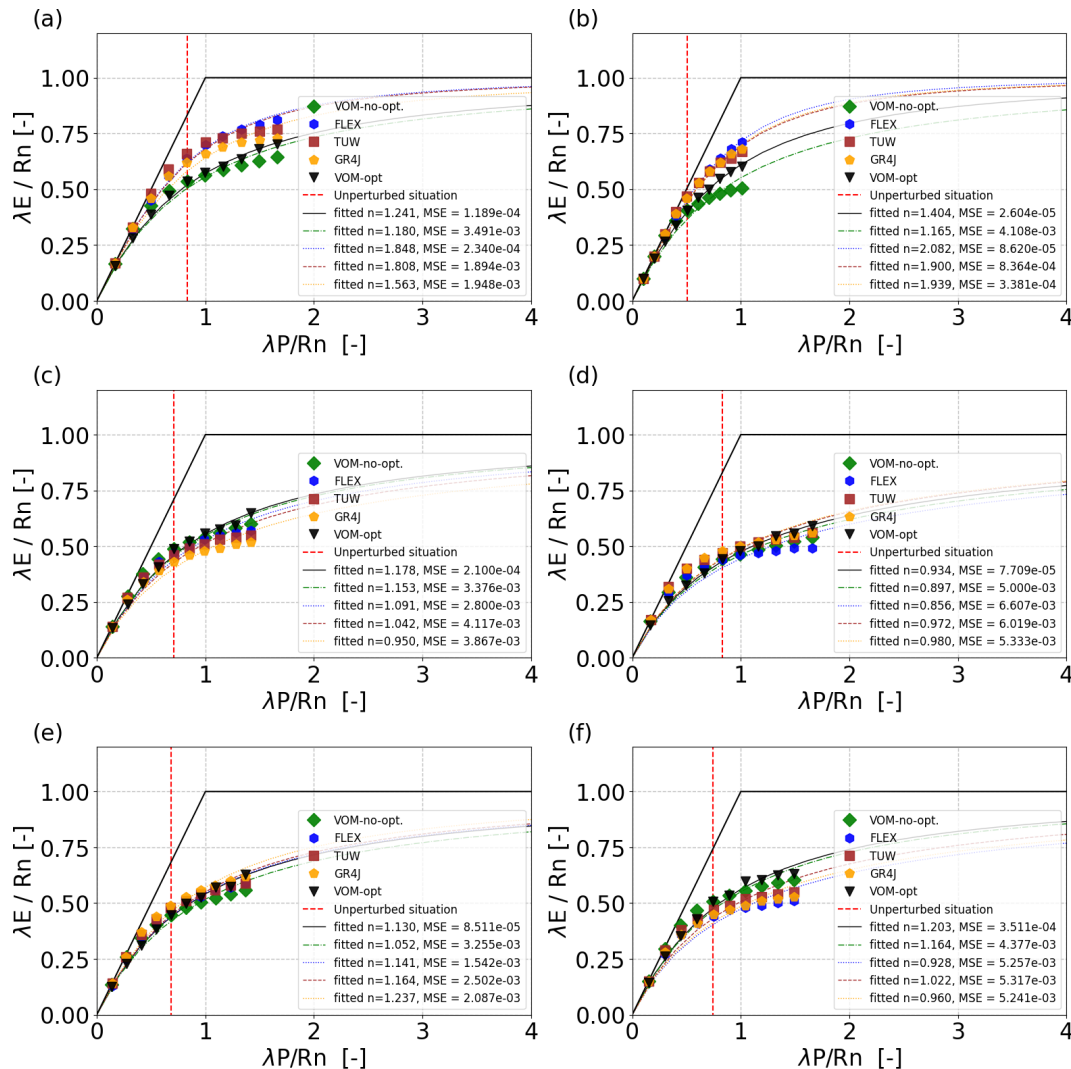 (a)
λE / Rn [-]
1.00
0.75
0.50
0.25
0.00
0
1
2
3
4
λP/Rn [-]
VOM-no-opt.
FLEX
TUW
GR4J
VOM-opt
Unperturbed situation
fitted n=1.241, MSE = 1.189e-04
fitted n=1.180, MSE = 3.491e-03
fitted n=1.848, MSE = 2.340e-04
fitted n=1.808, MSE = 1.894e-03
fitted n=1.563, MSE = 1.948e-03
(b)
λE / Rn [-]
1.00
0.75
0.50
0.25
0.00
0
1
2
3
4
λP/Rn [-]
VOM-no-opt.
FLEX
TUW
GR4J
VOM-opt
Unperturbed situation
fitted n=1.404, MSE = 2.604e-05
fitted n=1.165, MSE = 4.108e-03
fitted n=2.082, MSE = 8.620e-05
fitted n=1.900, MSE = 8.364e-04
fitted n=1.939, MSE = 3.381e-04
(c)
λE / Rn [-]
1.00
0.75
0.50
0.25
0.00
0
1
2
3
4
λP/Rn [-]
VOM-no-opt.
FLEX
TUW
GR4J
VOM-opt
Unperturbed situation
fitted n=1.178, MSE = 2.100e-04
fitted n=1.153, MSE = 3.376e-03
fitted n=1.091, MSE = 2.800e-03
fitted n=1.042, MSE = 4.117e-03
fitted n=0.950, MSE = 3.867e-03
(d)
λE / Rn [-]
1.00
0.75
0.50
0.25
0.00
0
1
2
3
4
λP/Rn [-]
VOM-no-opt.
FLEX
TUW
GR4J
VOM-opt
Unperturbed situation
fitted n=0.934, MSE = 7.709e-05
fitted n=0.897, MSE = 5.000e-03
fitted n=0.856, MSE = 6.607e-03
fitted n=0.972, MSE = 6.019e-03
fitted n=0.980, MSE = 5.333e-03
(e)
λE / Rn [-]
1.00
0.75
0.50
0.25
0.00
0
1
2
3
4
λP/Rn [-]
VOM-no-opt.
FLEX
TUW
GR4J
VOM-opt
Unperturbed situation
fitted n=1.130, MSE = 8.511e-05
fitted n=1.052, MSE = 3.255e-03
fitted n=1.141, MSE = 1.542e-03
fitted n=1.164, MSE = 2.502e-03
fitted n=1.237, MSE = 2.087e-03
(f)
λE / Rn [-]
1.00
0.75
0.50
0.25
0.00
0
1
2
3
4
λP/Rn [-]
VOM-no-opt.
FLEX
TUW
GR4J
VOM-opt
Unperturbed situation
fitted n=1.203, MSE = 3.511e-04
fitted n=1.164, MSE = 4.377e-03
fitted n=0.928, MSE = 5.257e-03
fitted n=1.022, MSE = 5.317e-03
fitted n=0.960, MSE = 5.241e-03